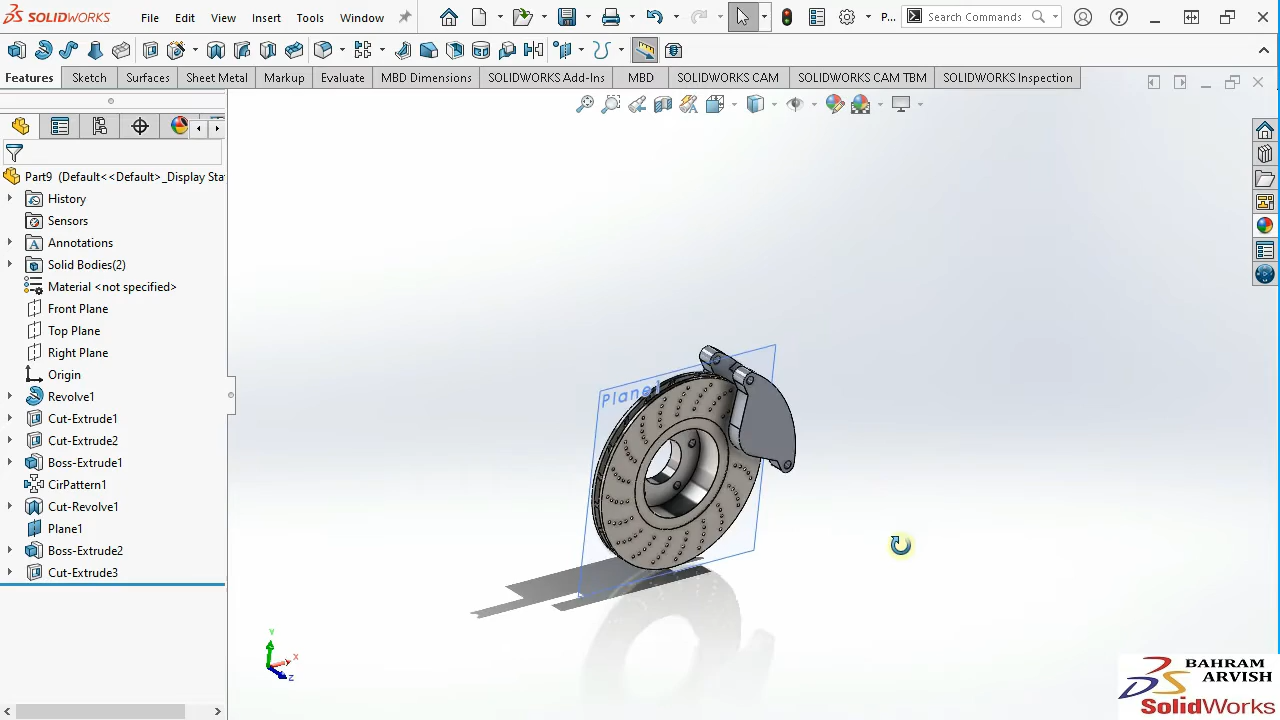 SOLIDWORKS File Edit View Insert Tools Window P... Search Commands
Features Sketch Surfaces Sheet Metal Markup Evaluate MBD Dimensions SOLIDWORKS Add-Ins MBD SOLIDWORKS CAM SOLIDWORKS CAM TBM SOLIDWORKS Inspection
Part9 (Default<<Default>_Display Sta
History
Sensors
Annotations
Solid Bodies(2)
Material <not specified>
Front Plane
Top Plane
Right Plane
Origin
Revolve1
Cut-Extrude1
Cut-Extrude2
Boss-Extrude1
CirPattern1
Cut-Revolve1
Plane1
Boss-Extrude2
Cut-Extrude3
Plane1
Y
X
Z
BAHRAM
ARVISH
SolidWorks